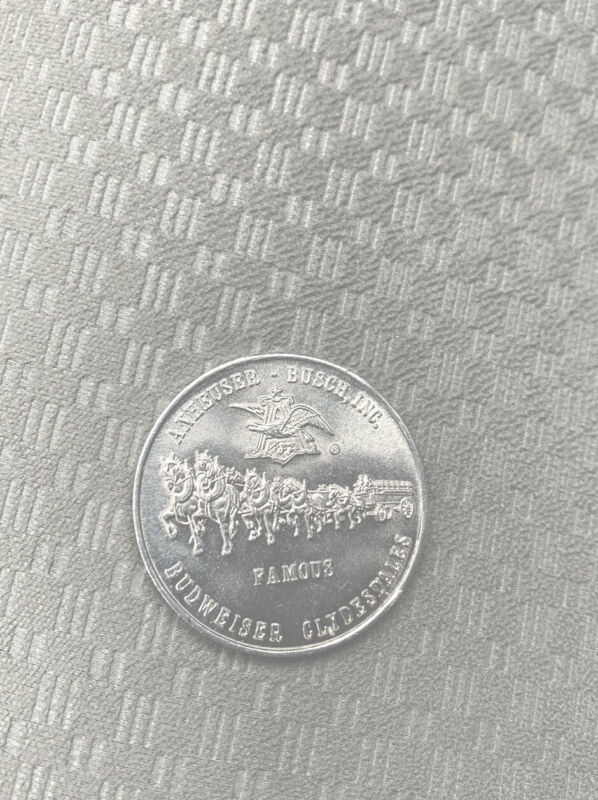 ANHEUSER - BUSCH, INC.
A
®
FAMOUS
BUDWEISER CLYDESDALES